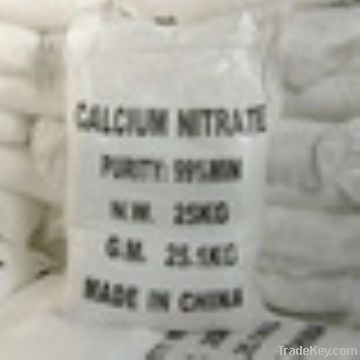 CALCIUM NITRATE
PURITY: 99%MIN
N.W. 25KG
G.M. 25.1KG
MADE IN CHINA
TradeKey.com